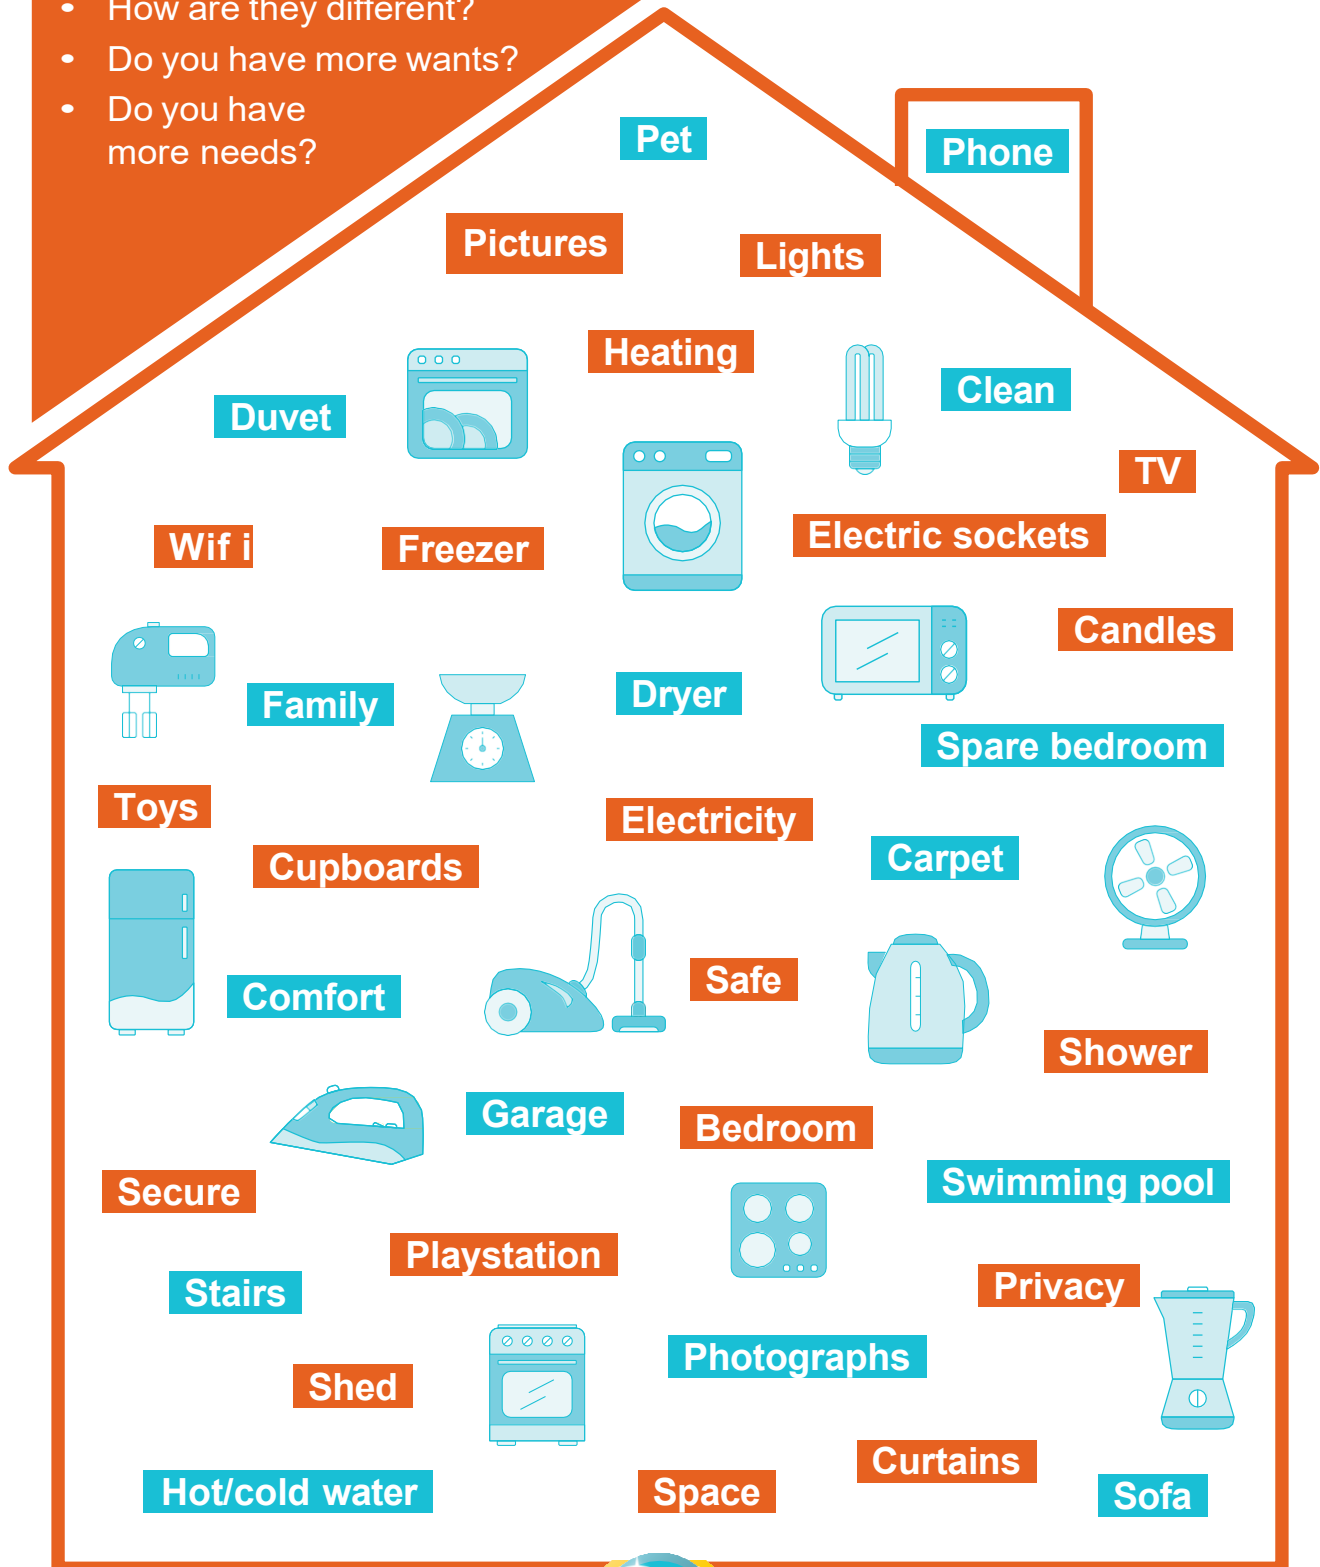 • How are they different?
• Do you have more wants?
• Do you have
more needs?
Pet
Phone
Pictures
Lights
Heating
Clean
Duvet
TV
Electric sockets
Wif i
Freezer
Candles
Family
Dryer
Spare bedroom
Toys
Electricity
Carpet
Cupboards
Safe
Comfort
Shower
Garage
Bedroom
Swimming pool
Secure
Playstation
Privacy
Stairs
Photographs
Shed
Curtains
Hot/cold water
Space
Sofa